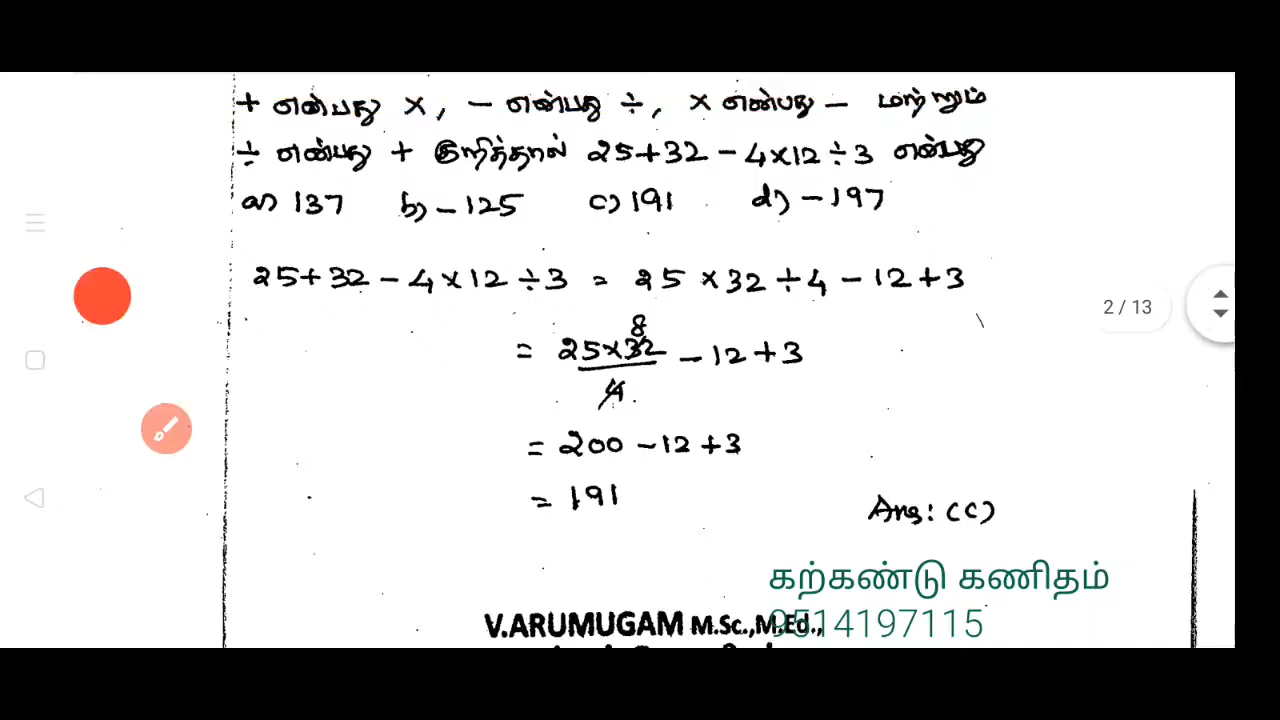 + என்பது ×, − என்பது ÷, × என்பது − மற்றும்
÷ என்பது + குறித்தால் 25+32−4×12÷3 என்பது
a) 137 b) −125 c) 191 d) −197
25+32−4×12÷3 = 25×32÷4−12+3
8
= 25×32 −12+3
4
2 / 13
= 200−12+3
= 191
Ans: (c)
கற்கண்டு கணிதம்
V.ARUMUGAM M.Sc.,M.Ed.,
9514197115